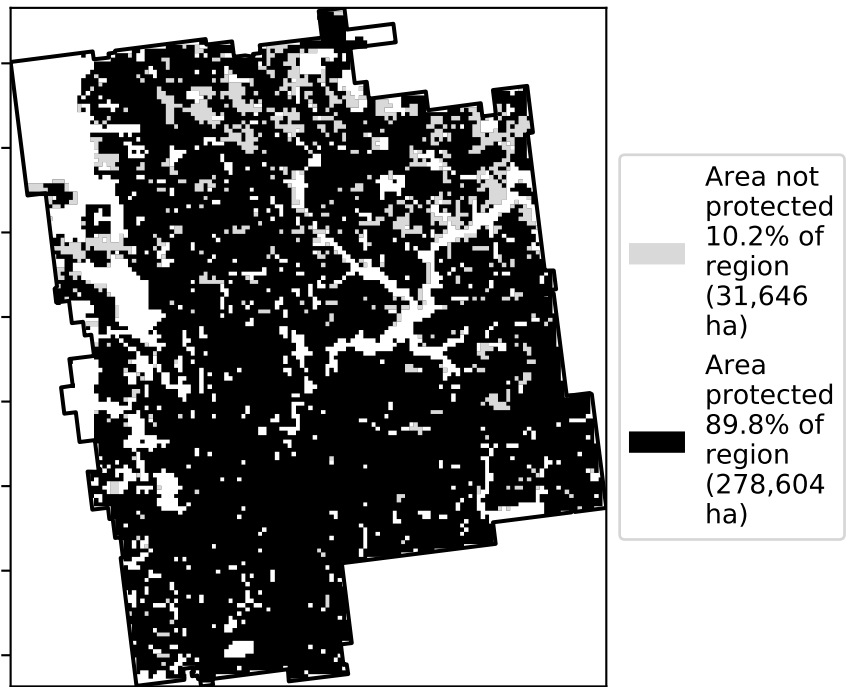 Area not
protected
10.2% of
region
(31,646
ha)
Area
protected
89.8% of
region
(278,604
ha)